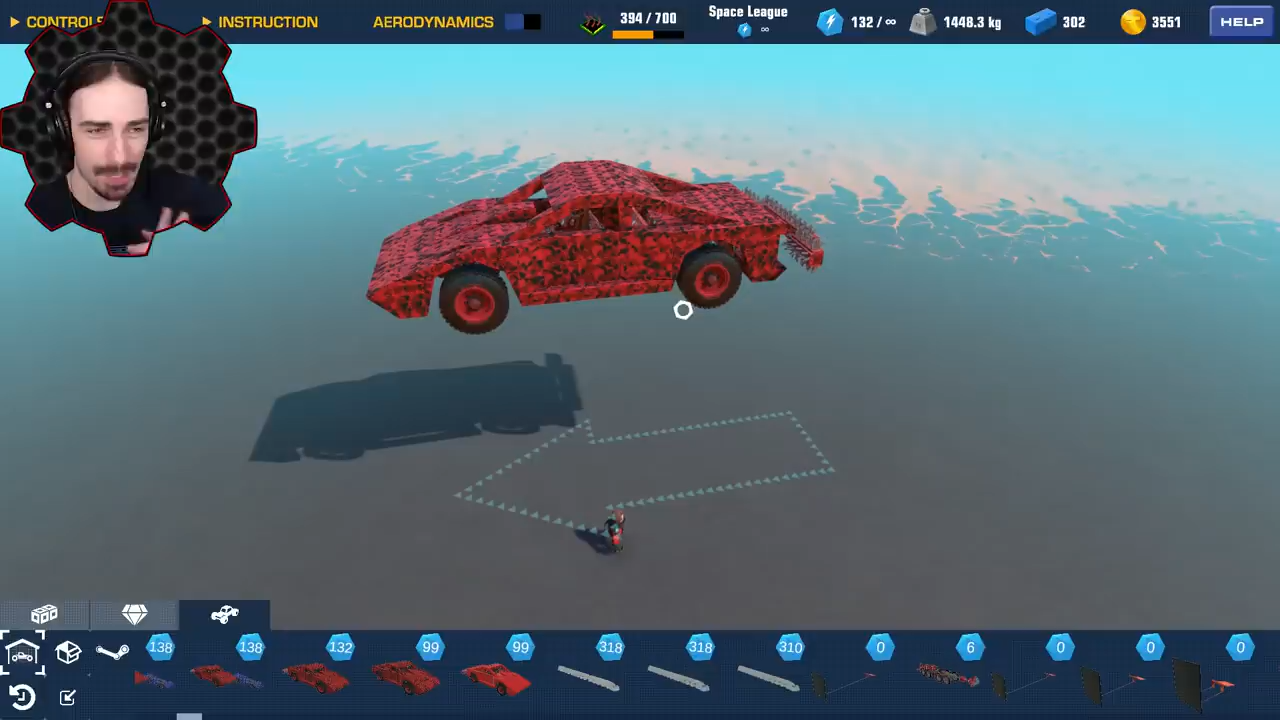 CONTROLS
INSTRUCTION
AERODYNAMICS
394 / 700
Space League
∞
132 / ∞
1448.3 kg
302
3551
HELP
138
138
132
99
99
318
318
310
0
6
0
0
0